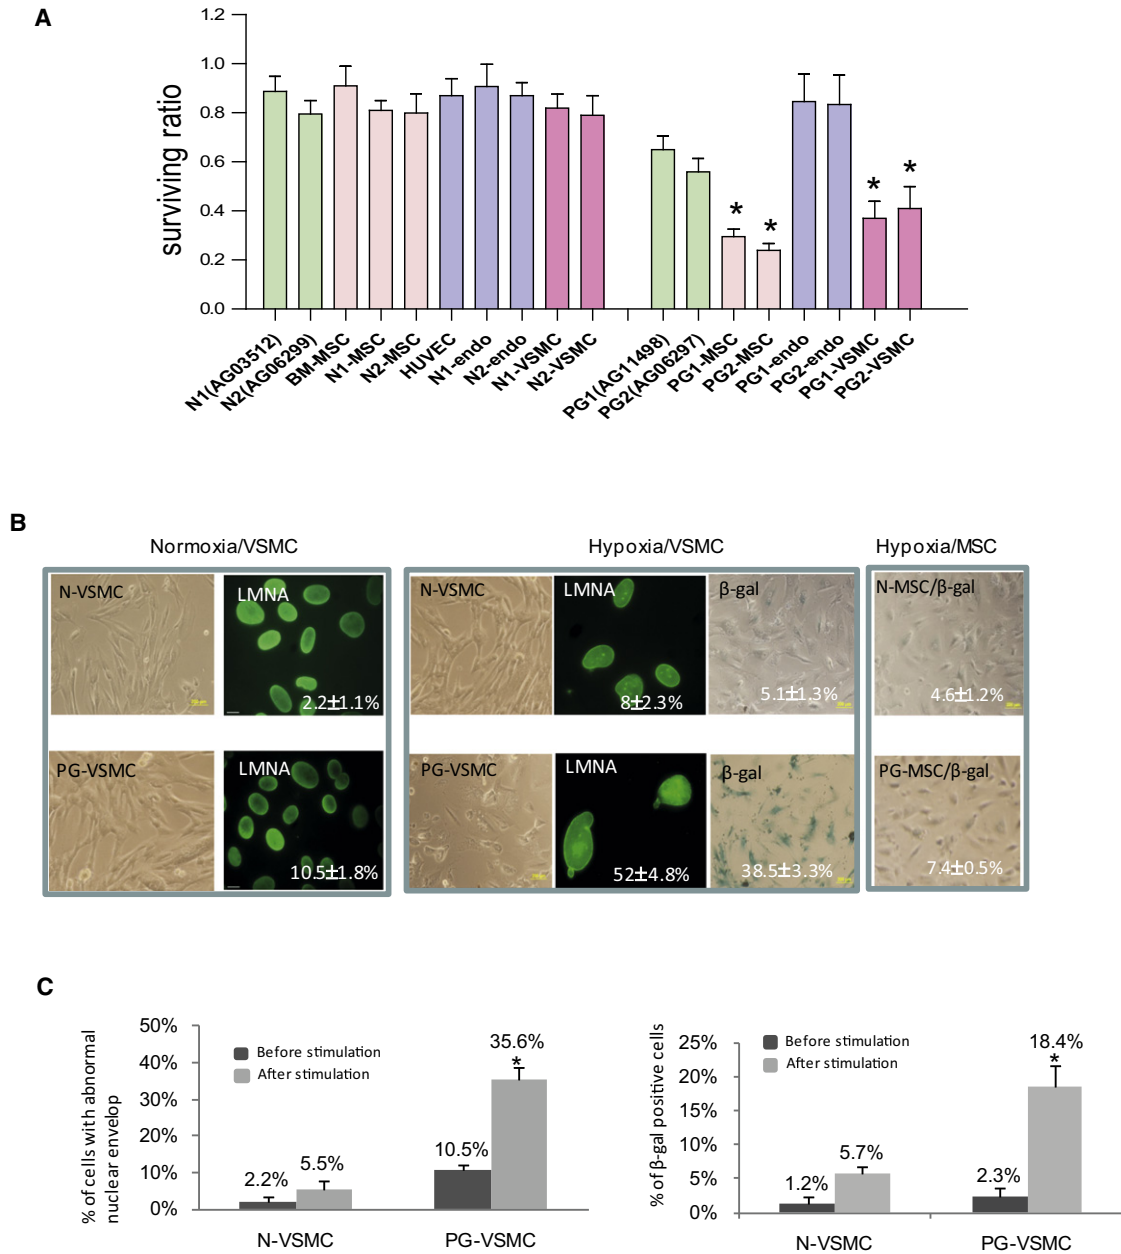 A
surviving ratio
1.2
1.0
0.8
0.6
0.4
0.2
0.0
* * * *
N1(AG03512)
N2(AG06299)
BM-MSC
N1-MSC
N2-MSC
HUVEC
N1-endo
N2-endo
N1-VSMC
N2-VSMC
PG1(AG11498)
PG2(AG06297)
PG1-MSC
PG2-MSC
PG1-endo
PG2-endo
PG1-VSMC
PG2-VSMC
B
Normoxia/VSMC
Hypoxia/VSMC
Hypoxia/MSC
N-VSMC
LMNA
2.2±1.1%
N-VSMC
LMNA
8±2.3%
β-gal
5.1±1.3%
N-MSC/β-gal
4.6±1.2%
PG-VSMC
LMNA
10.5±1.8%
PG-VSMC
LMNA
52±4.8%
β-gal
38.5±3.3%
PG-MSC/β-gal
7.4±0.5%
C
% of cells with abnormal
nuclear envelop
50%
40%
30%
20%
10%
0%
Before stimulation
After stimulation
2.2%
5.5%
10.5%
35.6%
*
N-VSMC
PG-VSMC
% of β-gal positive cells
25%
20%
15%
10%
5%
0%
Before stimulation
After stimulation
1.2%
5.7%
2.3%
18.4%
*
N-VSMC
PG-VSMC